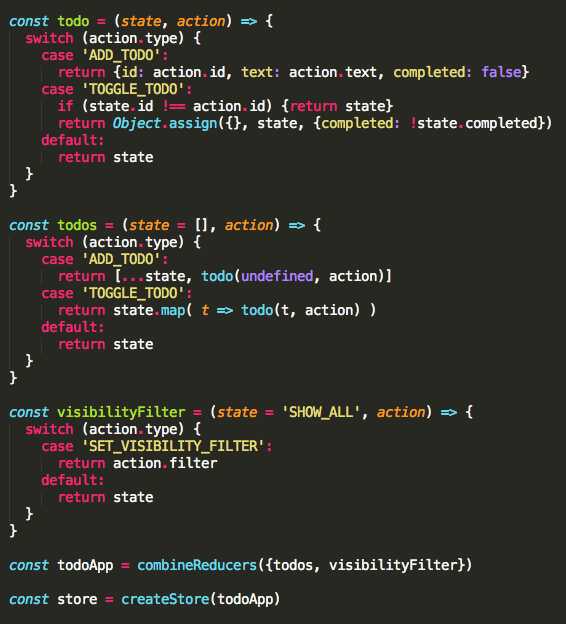 const todo = (state, action) => {
  switch (action.type) {
    case 'ADD_TODO':
      return {id: action.id, text: action.text, completed: false}
    case 'TOGGLE_TODO':
      if (state.id !== action.id) {return state}
      return Object.assign({}, state, {completed: !state.completed})
    default:
      return state
  }
}

const todos = (state = [], action) => {
  switch (action.type) {
    case 'ADD_TODO':
      return [...state, todo(undefined, action)]
    case 'TOGGLE_TODO':
      return state.map( t => todo(t, action) )
    default:
      return state
  }
}

const visibilityFilter = (state = 'SHOW_ALL', action) => {
  switch (action.type) {
    case 'SET_VISIBILITY_FILTER':
      return action.filter
    default:
      return state
  }
}

const todoApp = combineReducers({todos, visibilityFilter})

const store = createStore(todoApp)